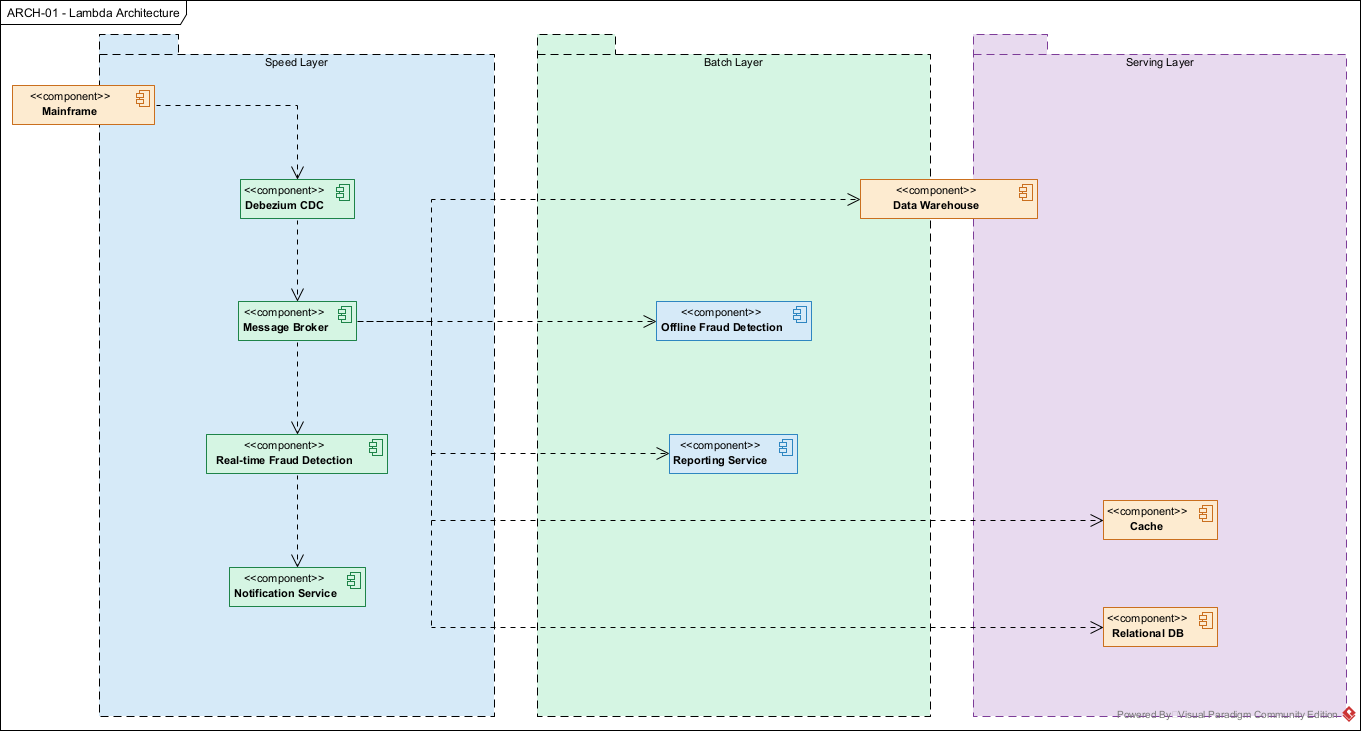 ARCH-01 - Lambda Architecture
Speed Layer
Batch Layer
Serving Layer
<<component>>
Mainframe
<<component>>
Debezium CDC
<<component>>
Data Warehouse
<<component>>
Message Broker
<<component>>
Offline Fraud Detection
<<component>>
Real-time Fraud Detection
<<component>>
Reporting Service
<<component>>
Cache
<<component>>
Notification Service
<<component>>
Relational DB
Powered By: Visual Paradigm Community Edition